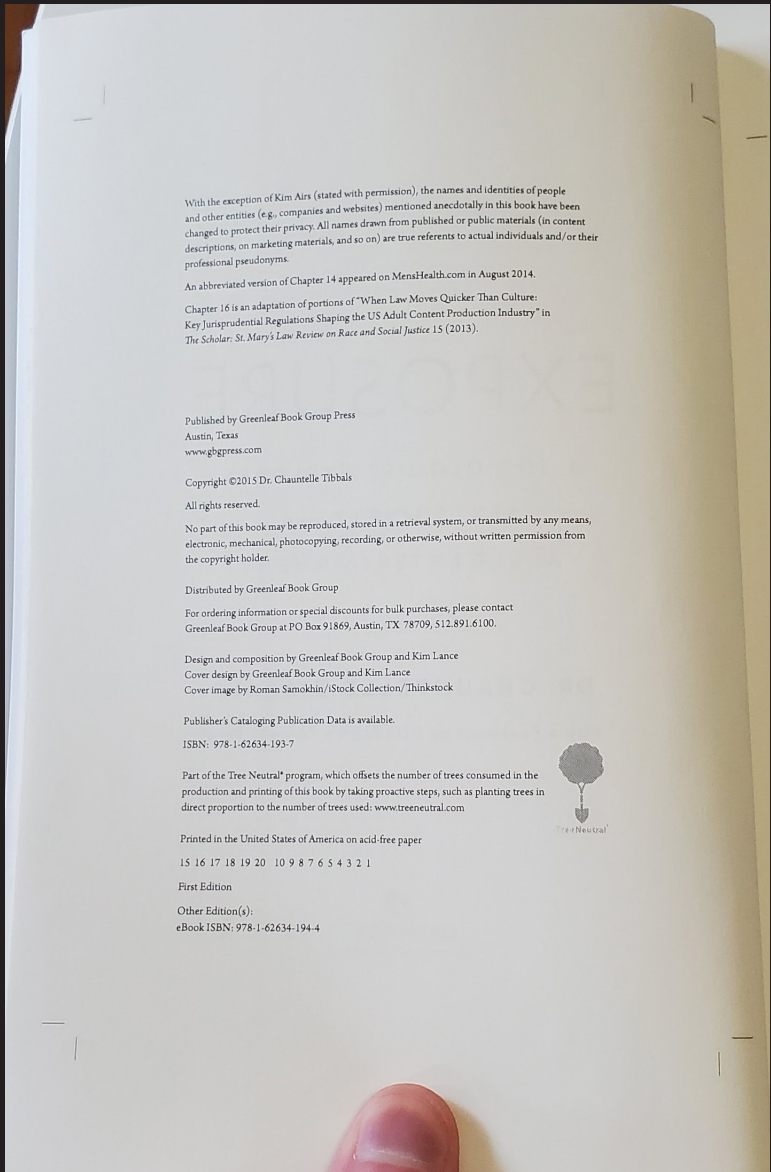 With the exception of Kim Airs (stated with permission), the names and identities of people
and other entities (e.g., companies and websites) mentioned anecdotally in this book have been
changed to protect their privacy. All names drawn from published or public materials (in content
descriptions, on marketing materials, and so on) are true referents to actual individuals and/or their
professional pseudonyms.
An abbreviated version of Chapter 14 appeared on MensHealth.com in August 2014.
Chapter 16 is an adaptation of portions of "When Law Moves Quicker Than Culture:
Key Jurisprudential Regulations Shaping the US Adult Content Production Industry" in
The Scholar: St. Mary's Law Review on Race and Social Justice 15 (2013).
EXPOSURE
Published by Greenleaf Book Group Press
Austin, Texas
www.gbgpress.com
Copyright ©2015 Dr. Chauntelle Tibbals
All rights reserved.
No part of this book may be reproduced, stored in a retrieval system, or transmitted by any means,
electronic, mechanical, photocopying, recording, or otherwise, without written permission from
the copyright holder.
Distributed by Greenleaf Book Group
For ordering information or special discounts for bulk purchases, please contact
Greenleaf Book Group at PO Box 91869, Austin, TX 78709, 512.891.6100.
Design and composition by Greenleaf Book Group and Kim Lance
Cover design by Greenleaf Book Group and Kim Lance
Cover image by Roman Samokhin/iStock Collection/Thinkstock
Publisher's Cataloging Publication Data is available.
ISBN: 978-1-62634-193-7
Part of the Tree Neutral® program, which offsets the number of trees consumed in the
production and printing of this book by taking proactive steps, such as planting trees in
direct proportion to the number of trees used: www.treeneutral.com
TreeNeutral
Printed in the United States of America on acid-free paper
15 16 17 18 19 20 10 9 8 7 6 5 4 3 2 1
First Edition
Other Edition(s):
eBook ISBN: 978-1-62634-194-4